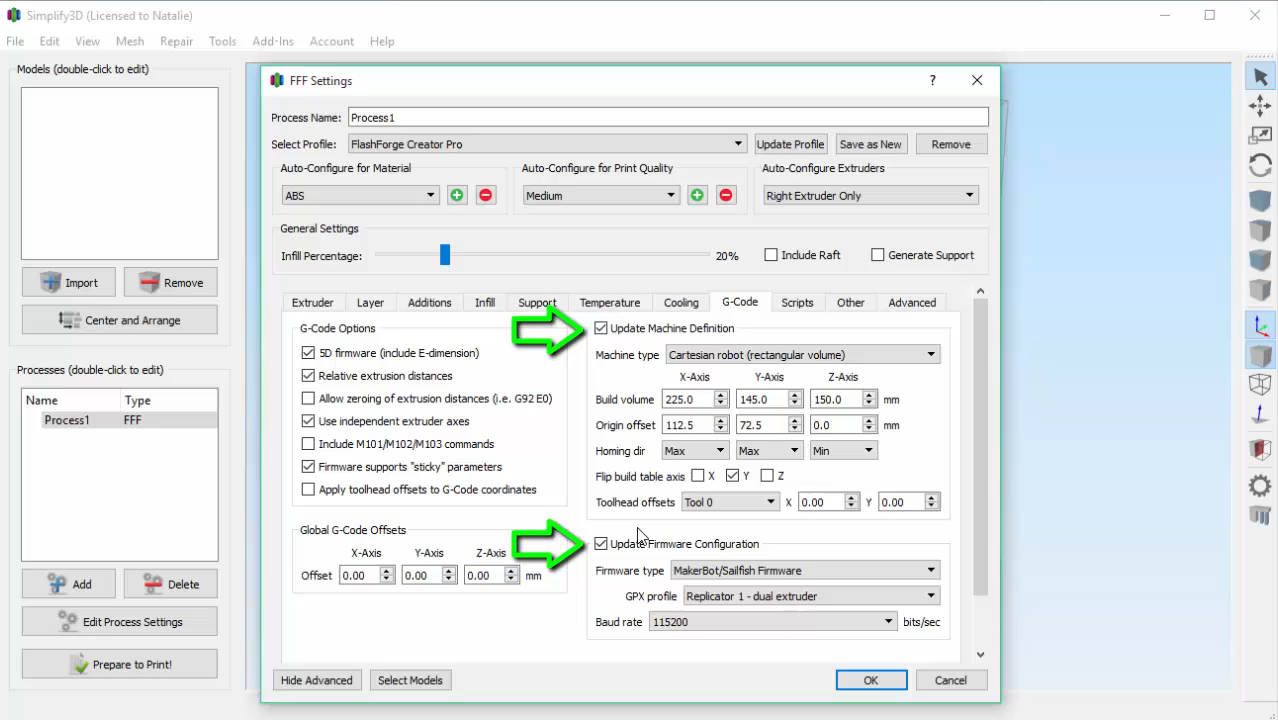 Simplify3D (Licensed to Natalie)
File Edit View Mesh Repair Tools Add-Ins Account Help
Models (double-click to edit)
Import Remove
Center and Arrange
Processes (double-click to edit)
Name Type
Process1 FFF
Add Delete
Edit Process Settings
Prepare to Print!
FFF Settings ?
Process Name: Process1
Select Profile: FlashForge Creator Pro Update Profile Save as New Remove
Auto-Configure for Material Auto-Configure for Print Quality Auto-Configure Extruders
ABS Medium Right Extruder Only
General Settings
Infill Percentage: 20% Include Raft Generate Support
Extruder Layer Additions Infill Support Temperature Cooling G-Code Scripts Other Advanced
G-Code Options
5D firmware (include E-dimension)
Relative extrusion distances
Allow zeroing of extrusion distances (i.e. G92 E0)
Use independent extruder axes
Include M101/M102/M103 commands
Firmware supports "sticky" parameters
Apply toolhead offsets to G-Code coordinates
Global G-Code Offsets
X-Axis Y-Axis Z-Axis
Offset 0.00 0.00 0.00 mm
Update Machine Definition
Machine type Cartesian robot (rectangular volume)
X-Axis Y-Axis Z-Axis
Build volume 225.0 145.0 150.0 mm
Origin offset 112.5 72.5 0.0 mm
Homing dir Max Max Min
Flip build table axis X Y Z
Toolhead offsets Tool 0 X 0.00 Y 0.00
Update Firmware Configuration
Firmware type MakerBot/Sailfish Firmware
GPX profile Replicator 1 - dual extruder
Baud rate 115200 bits/sec
Hide Advanced Select Models OK Cancel